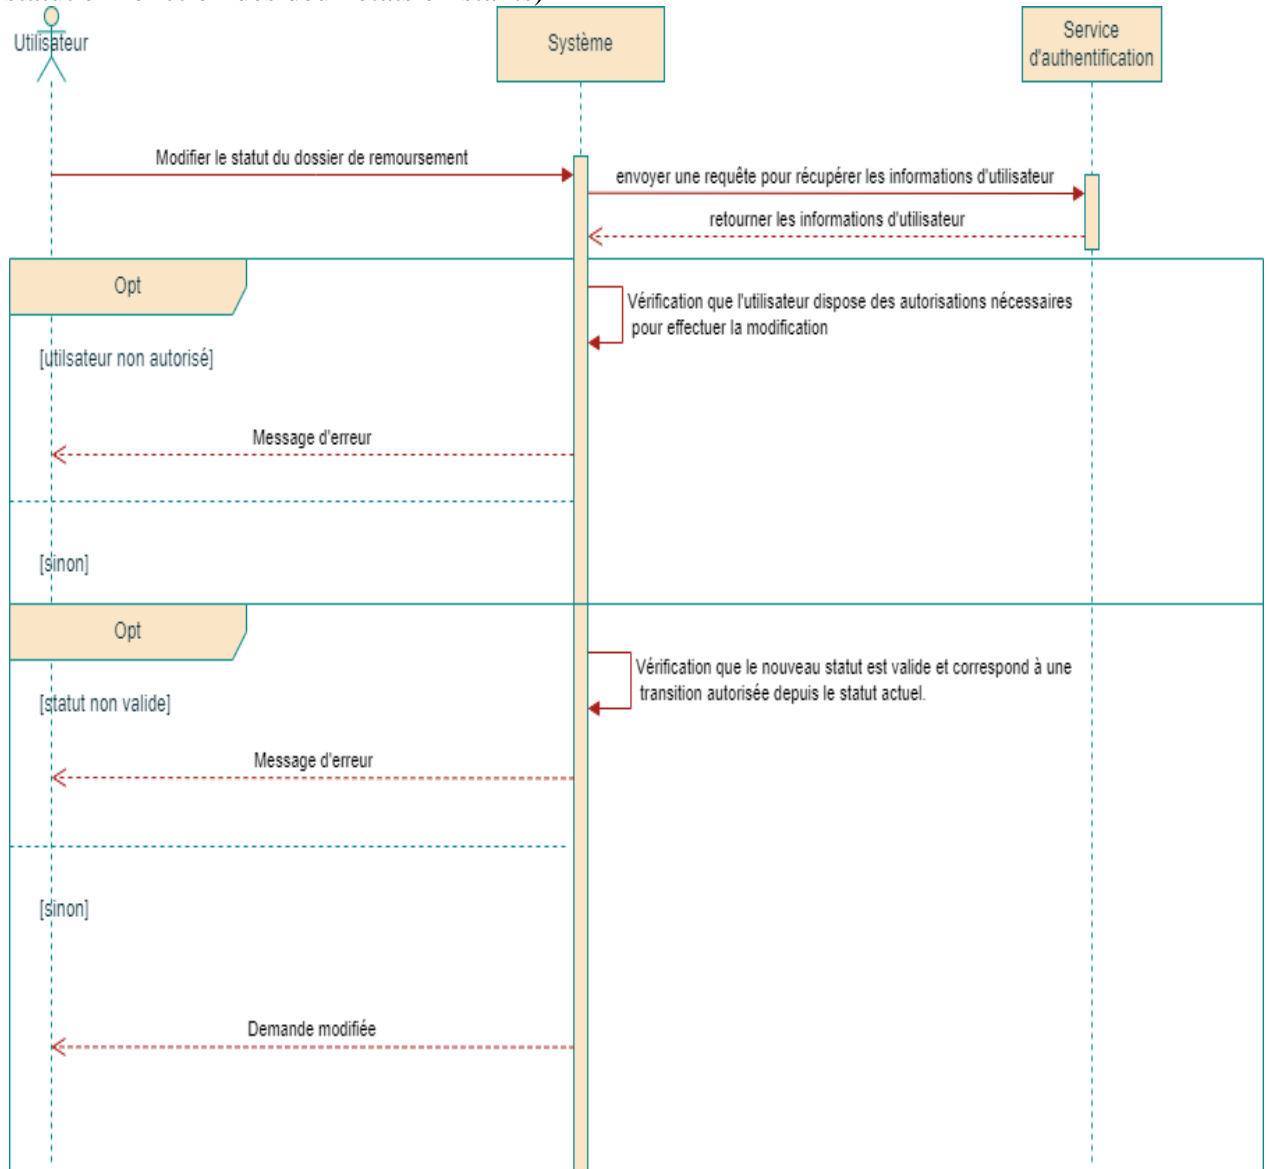 Utilisateur
Système
Service
d'authentification
Modifier le statut du dossier de remoursement
envoyer une requête pour récupérer les informations d'utilisateur
retourner les informations d'utilisateur
Opt
Vérification que l'utilisateur dispose des autorisations nécessaires
pour effectuer la modification
[utilsateur non autorisé]
Message d'erreur
[sinon]
Opt
Vérification que le nouveau statut est valide et correspond à une
transition autorisée depuis le statut actuel.
[statut non valide]
Message d'erreur
[sinon]
Demande modifiée